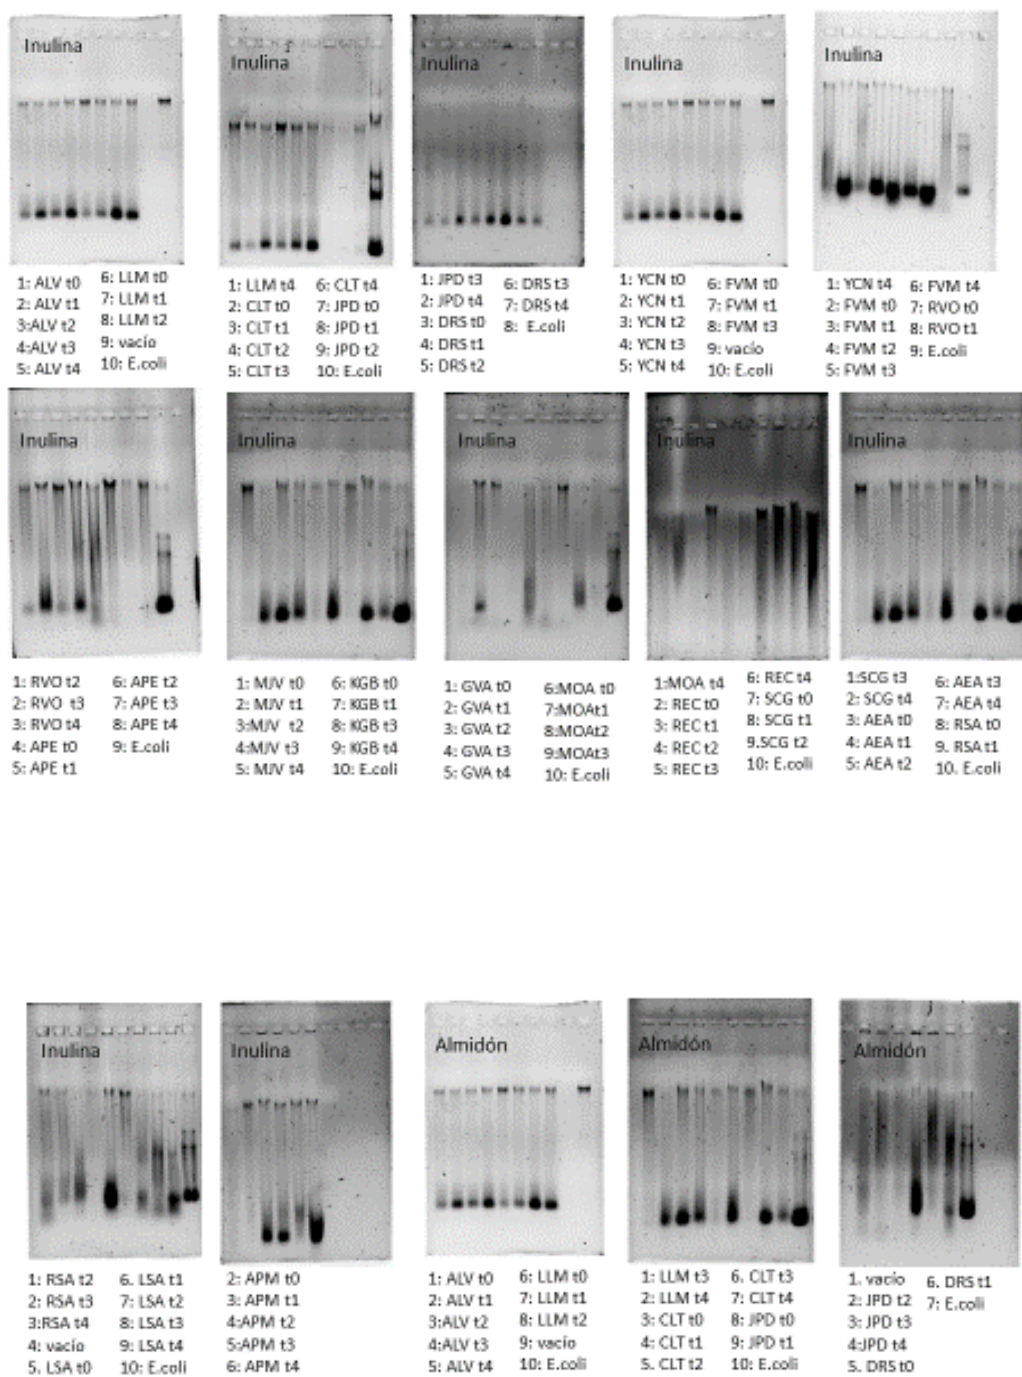 Inulina
1: ALV t0
2: ALV t1
3:ALV t2
4:ALV t3
5: ALV t4
6: LLM t0
7: LLM t1
8: LLM t2
9: vacío
10: E.coli
Inulina
1: LLM t4
2: CLT t0
3: CLT t1
4: CLT t2
5: CLT t3
6: CLT t4
7: JPD t0
8: JPD t1
9: JPD t2
10: E.coli
Inulina
1: JPD t3
2: JPD t4
3: DRS t0
4: DRS t1
5: DRS t2
6: DRS t3
7: DRS t4
8: E.coli
Inulina
1: YCN t0
2: YCN t1
3: YCN t2
4: YCN t3
5: YCN t4
6: FVM t0
7: FVM t1
8: FVM t3
9: vacío
10: E.coli
Inulina
1: YCN t4
2: FVM t0
3: FVM t1
4: FVM t2
5: FVM t3
6: FVM t4
7: RVO t0
8: RVO t1
9: E.coli
Inulina
1: RVO t2
2: RVO t3
3: RVO t4
4: APE t0
5: APE t1
6: APE t2
7: APE t3
8: APE t4
9: E.coli
Inulina
1: MJV t0
2: MJV t1
3:MJV t2
4:MJV t3
5: MJV t4
6: KGB t0
7: KGB t1
8: KGB t3
9: KGB t4
10: E.coli
Inulina
1: GVA t0
2: GVA t1
3: GVA t2
4: GVA t3
5: GVA t4
6:MOA t0
7:MOAt1
8:MOAt2
9:MOAt3
10: E.coli
Inulina
1:MOA t4
2: REC t0
3: REC t1
4: REC t2
5: REC t3
6: REC t4
7: SCG t0
8: SCG t1
9.SCG t2
10: E.coli
Inulina
1:SCG t3
2: SCG t4
3: AEA t0
4: AEA t1
5: AEA t2
6: AEA t3
7: AEA t4
8: RSA t0
9. RSA t1
10. E.coli
Inulina
1: RSA t2
2: RSA t3
3:RSA t4
4: vacío
5. LSA t0
6. LSA t1
7: LSA t2
8: LSA t3
9: LSA t4
10: E.coli
Inulina
2: APM t0
3: APM t1
4:APM t2
5:APM t3
6: APM t4
Almidón
1: ALV t0
2: ALV t1
3:ALV t2
4:ALV t3
5: ALV t4
6: LLM t0
7: LLM t1
8: LLM t2
9: vacío
10: E.coli
Almidón
1: LLM t3
2: LLM t4
3: CLT t0
4: CLT t1
5. CLT t2
6. CLT t3
7: CLT t4
8: JPD t0
9: JPD t1
10: E.coli
Almidón
1. vacío
2: JPD t2
3: JPD t3
4:JPD t4
5. DRS t0
6. DRS t1
7: E.coli